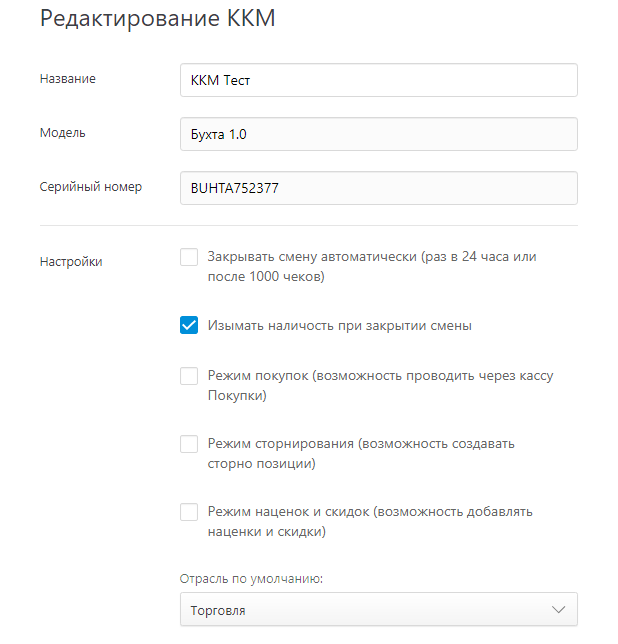 Редактирование ККМ
Название
ККМ Тест
Модель
Бухта 1.0
Серийный номер
BUHTA752377
Настройки
Закрывать смену автоматически (раз в 24 часа или
после 1000 чеков)
Изымать наличость при закрытии смены
Режим покупок (возможность проводить через кассу
Покупки)
Режим сторнирования (возможность создавать
сторно позиции)
Режим наценок и скидок (возможность добавлять
наценки и скидки)
Отрасль по умолчанию:
Торговля